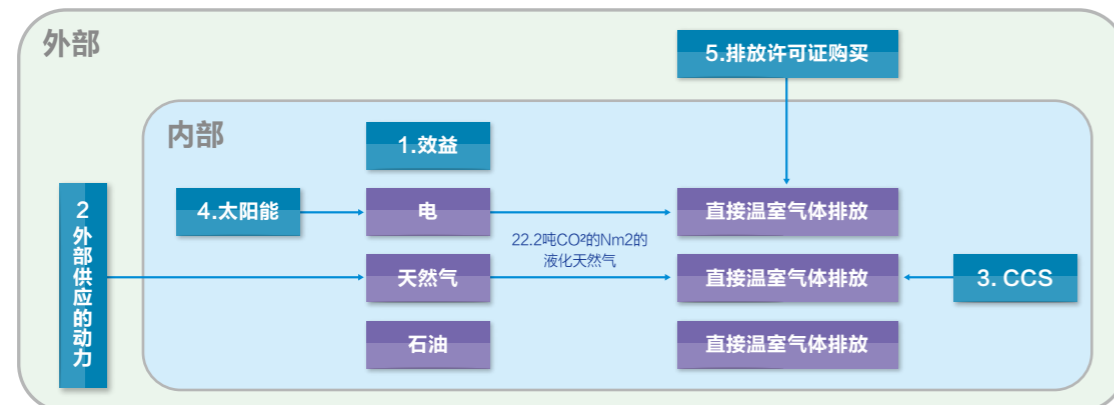 外部
5.排放许可证购买
内部
1.效益
2
外部供应的动力
4.太阳能
电
直接温室气体排放
22.2吨CO²的Nm2的
液化天然气
天然气
直接温室气体排放
3. CCS
石油
直接温室气体排放